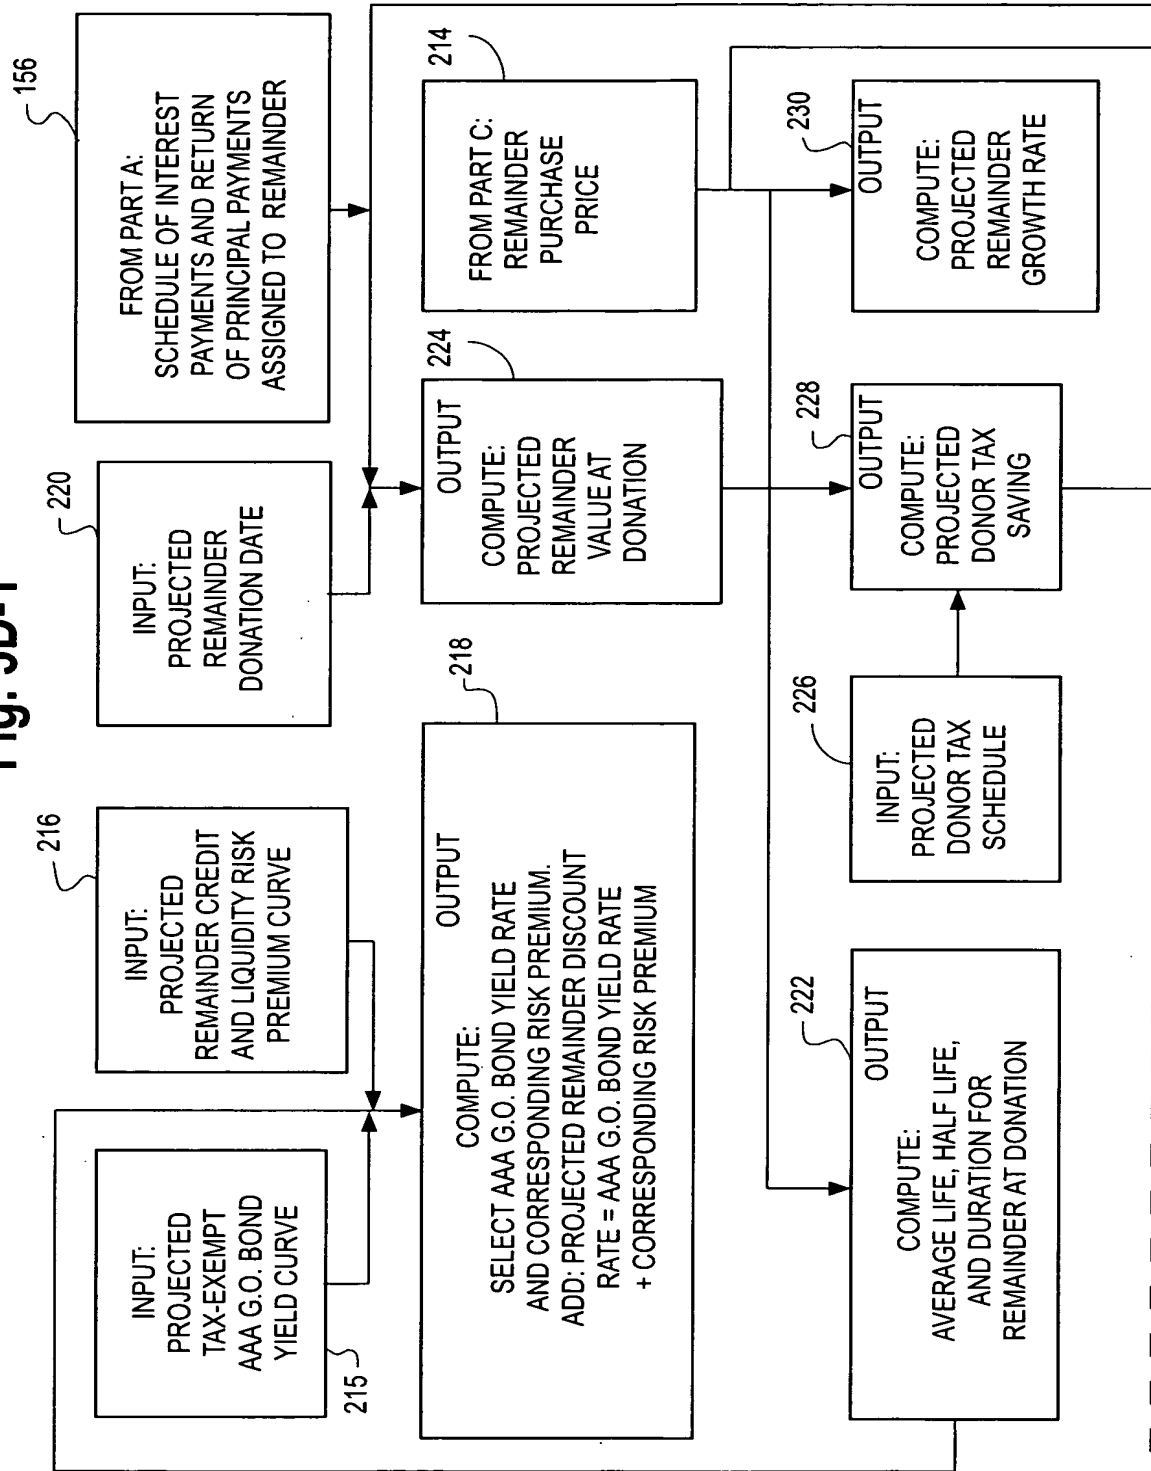 Fig. 5D-1
215
INPUT:
PROJECTED
TAX-EXEMPT
AAA G.O. BOND
YIELD CURVE
216
INPUT:
PROJECTED
REMAINDER CREDIT
AND LIQUIDITY RISK
PREMIUM CURVE
220
INPUT:
PROJECTED
REMAINDER
DONATION DATE
156
FROM PART A:
SCHEDULE OF INTEREST
PAYMENTS AND RETURN
OF PRINCIPAL PAYMENTS
ASSIGNED TO REMAINDER
218
OUTPUT
COMPUTE:
SELECT AAA G.O. BOND YIELD RATE
AND CORRESPONDING RISK PREMIUM.
ADD: PROJECTED REMAINDER DISCOUNT
RATE = AAA G.O. BOND YIELD RATE
+ CORRESPONDING RISK PREMIUM
224
OUTPUT
COMPUTE:
PROJECTED
REMAINDER
VALUE AT
DONATION
214
FROM PART C:
REMAINDER
PURCHASE
PRICE
222
OUTPUT
COMPUTE:
AVERAGE LIFE, HALF LIFE,
AND DURATION FOR
REMAINDER AT DONATION
226
INPUT:
PROJECTED
DONOR TAX
SCHEDULE
228
OUTPUT
COMPUTE:
PROJECTED
DONOR TAX
SAVING
230
OUTPUT
COMPUTE:
PROJECTED
REMAINDER
GROWTH RATE